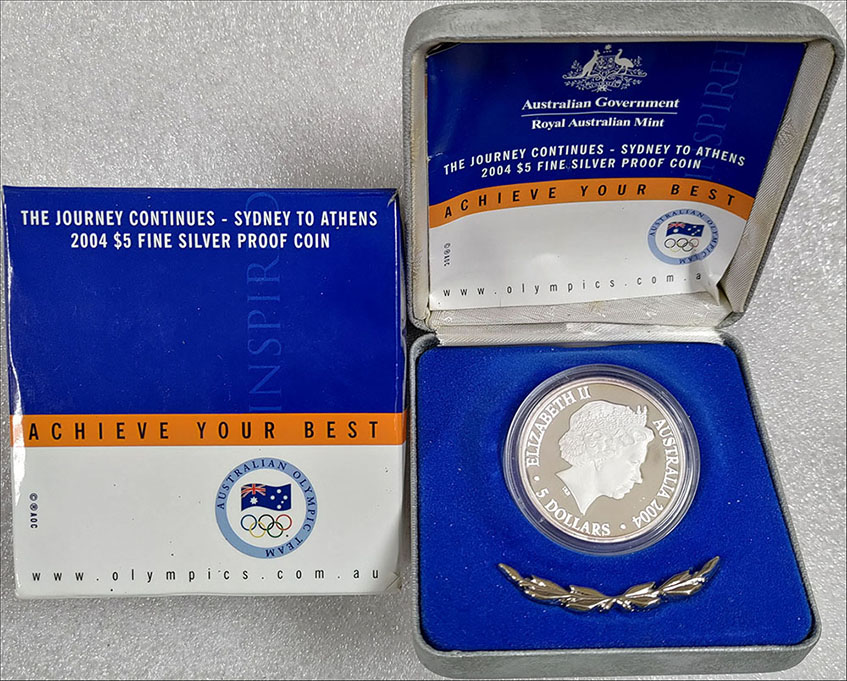 THE JOURNEY CONTINUES - SYDNEY TO ATHENS
2004 $5 FINE SILVER PROOF COIN
INSPIRED
ACHIEVE YOUR BEST
AUSTRALIAN OLYMPIC TEAM
© ® AOC
www.olympics.com.au
INSPIRED
Australian Government
Royal Australian Mint
THE JOURNEY CONTINUES - SYDNEY TO ATHENS
2004 $5 FINE SILVER PROOF COIN
ACHIEVE YOUR BEST
AUSTRALIAN OLYMPIC TEAM
www.olympics.com.a
ELIZABETH II
AUSTRALIA 2004
5 DOLLARS